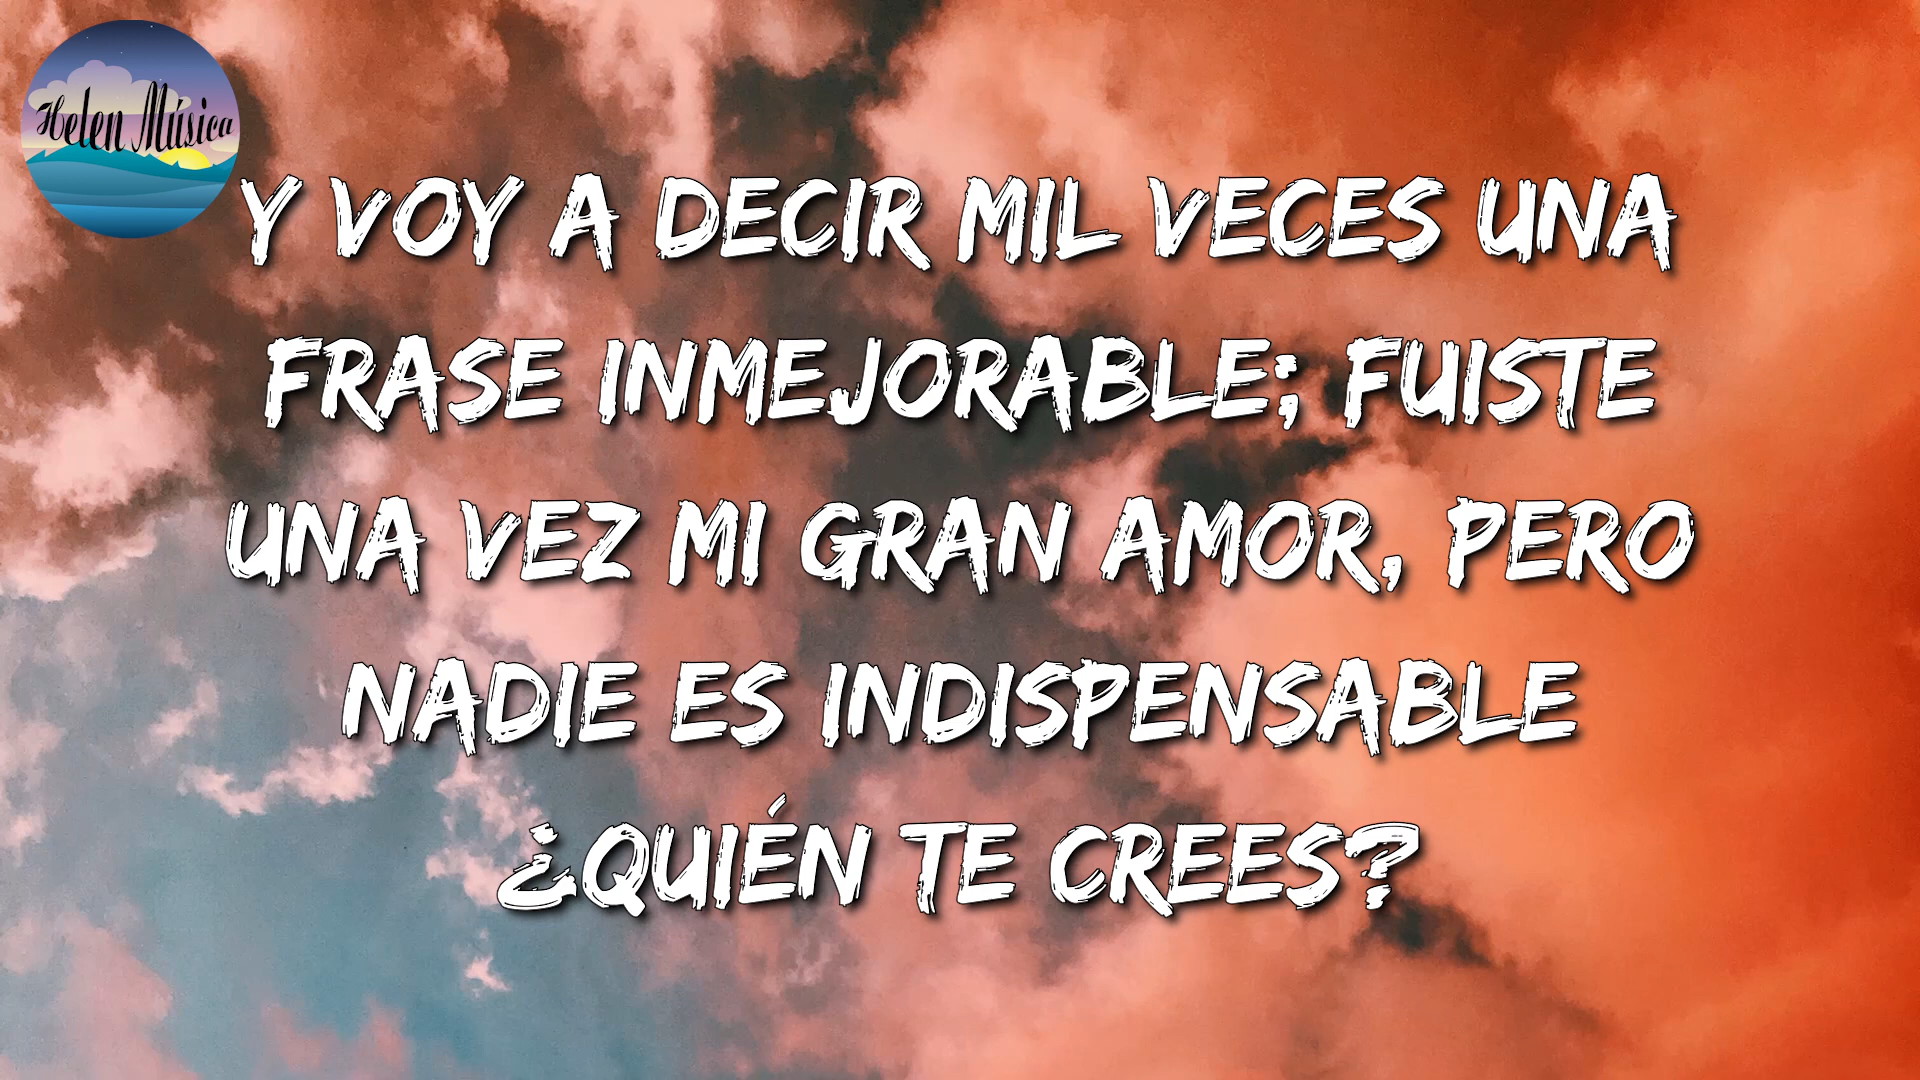 Helen Música
Y VOY A DECIR MIL VECES UNA
FRASE INMEJORABLE; FUISTE
UNA VEZ MI GRAN AMOR, PERO
NADIE ES INDISPENSABLE
¿QUIÉN TE CREES?